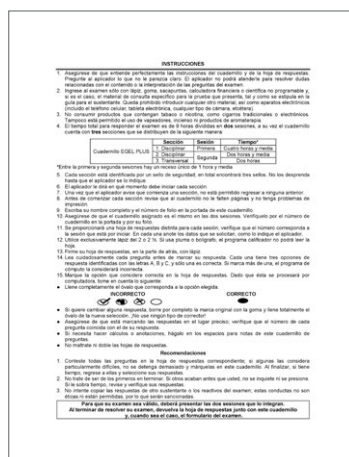 INSTRUCCIONES
1. Asegúrese de que entiende perfectamente las instrucciones del cuadernillo y de la hoja de respuestas.
Pregunte al aplicador lo que no le parezca claro. El aplicador no podrá atenderle para resolver dudas
relacionadas con el contenido o la interpretación de las preguntas del examen.
2. Ingrese al examen sólo con lápiz, goma, sacapuntas, calculadora financiera o científica no programable y,
si es el caso, el material de consulta específico para la prueba que presenta, tal y como se estipula en la
guía para el sustentante. Queda prohibido introducir cualquier otro material, así como aparatos electrónicos
(incluido el teléfono celular, tableta electrónica, cualquier tipo de cámara, etcétera).
3. No consumir productos que contengan tabaco o nicotina, como cigarros tradicionales o electrónicos.
Tampoco está permitido el uso de vapeadores, incienso ni productos de aromaterapia.
4. El tiempo total para responder el examen es de 9 horas divididas en dos sesiones, a su vez el cuadernillo
cuenta con tres secciones que se distribuyen de la siguiente manera:
Sección Sesión Tiempo*
Cuadernillo EGEL PLUS 1. Disciplinar Primera Cuatro horas y media
2. Disciplinar Segunda Dos horas y media
3. Transversal Dos horas
*Entre la primera y segunda sesiones hay un receso único de 1 hora y media
5. Cada sección está identificada por un sello de seguridad; en total encontrará tres sellos. No los desprenda
hasta que el aplicador se lo indique.
6. El aplicador le dirá en qué momento debe iniciar cada sección.
7. Una vez que el aplicador avise que comienza una sección, no está permitido regresar a ninguna anterior.
8. Antes de comenzar cada sección revise que al cuadernillo no le falten páginas y no tenga problemas de
impresión.
9. Escriba su nombre completo y el número de folio en la portada de este cuadernillo.
10. Asegúrese de que el cuadernillo asignado es el mismo en las dos sesiones. Verifíquelo por el número de
cuadernillo en la portada y por su folio.
11. Se proporcionará una hoja de respuestas distinta para cada sesión; verifique que el número corresponda a
la sesión que está por iniciar. En cada una anote los datos que se solicitan, como lo indique el aplicador.
12. Utilice exclusivamente lápiz del 2 o 2 ½. Si usa pluma o bolígrafo, el programa calificador no podrá leer la
hoja.
13. Firme su hoja de respuestas, en la parte de atrás, con lápiz.
14. Lea cuidadosamente cada pregunta antes de marcar su respuesta. Cada una tiene tres opciones de
respuesta identificadas con las letras A, B y C, y sólo una es correcta. Si marca más de una, el programa de
cómputo la considerará incorrecta.
15. Marque la opción que considere correcta en la hoja de respuestas. Dado que ésta se procesará por
computadora, tome en cuenta lo siguiente:
• Llene completamente el óvalo que corresponda a la opción elegida.
INCORRECTO CORRECTO
• Si quiere cambiar alguna respuesta, borre por completo la marca original con la goma y llene totalmente el
óvalo de la nueva selección. ¡No use ningún tipo de corrector!
• Asegúrese de que está marcando las respuestas en el lugar preciso; verifique que el número de cada
pregunta coincida con el de su respuesta.
• Si necesita hacer cálculos o anotaciones, hágalo en los espacios para notas de este cuadernillo de
preguntas.
• No maltrate ni doble las hojas de respuestas.
Recomendaciones
1. Conteste todas las preguntas en la hoja de respuestas correspondiente; si algunas las considera
particularmente difíciles, no se detenga demasiado y márquelas en este cuadernillo. Al finalizar, si tiene
tiempo, regrese a ellas y seleccione sus respuestas.
2. No trate de ser de los primeros en terminar. Si otros acaban antes que usted, no se inquiete ni se presione.
Si le sobra tiempo, revise y verifique sus respuestas.
3. No intente copiar las respuestas de otro sustentante o los reactivos del examen; estas conductas no son
éticas ni están permitidas, por lo que serán sancionadas.
Para que su examen sea válido, deberá presentar las dos sesiones que lo integran.
Al terminar de resolver su examen, devuelva la hoja de respuestas junto con este cuadernillo
y, cuando sea el caso, el formulario del examen.